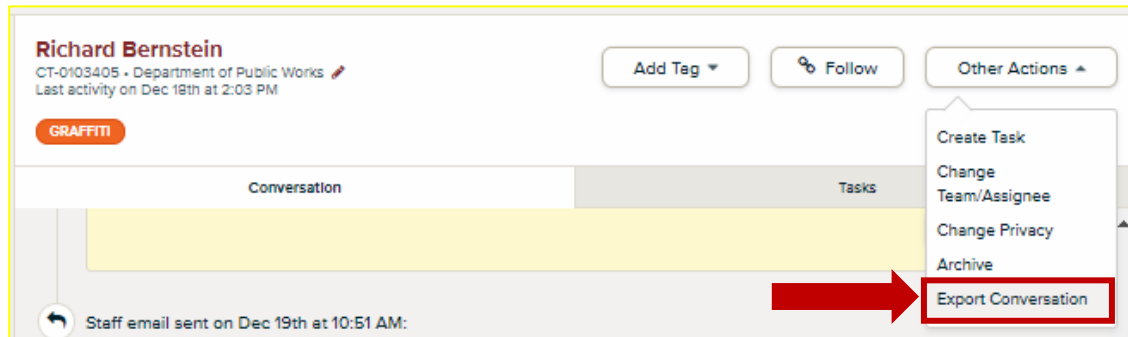 Richard Bernstein
CT-0103405 • Department of Public Works
Last activity on Dec 19th at 2:03 PM
GRAFFITI
Add Tag
Follow
Other Actions
Create Task
Change
Team/Assignee
Change Privacy
Archive
Export Conversation
Conversation
Tasks
Staff email sent on Dec 19th at 10:51 AM: